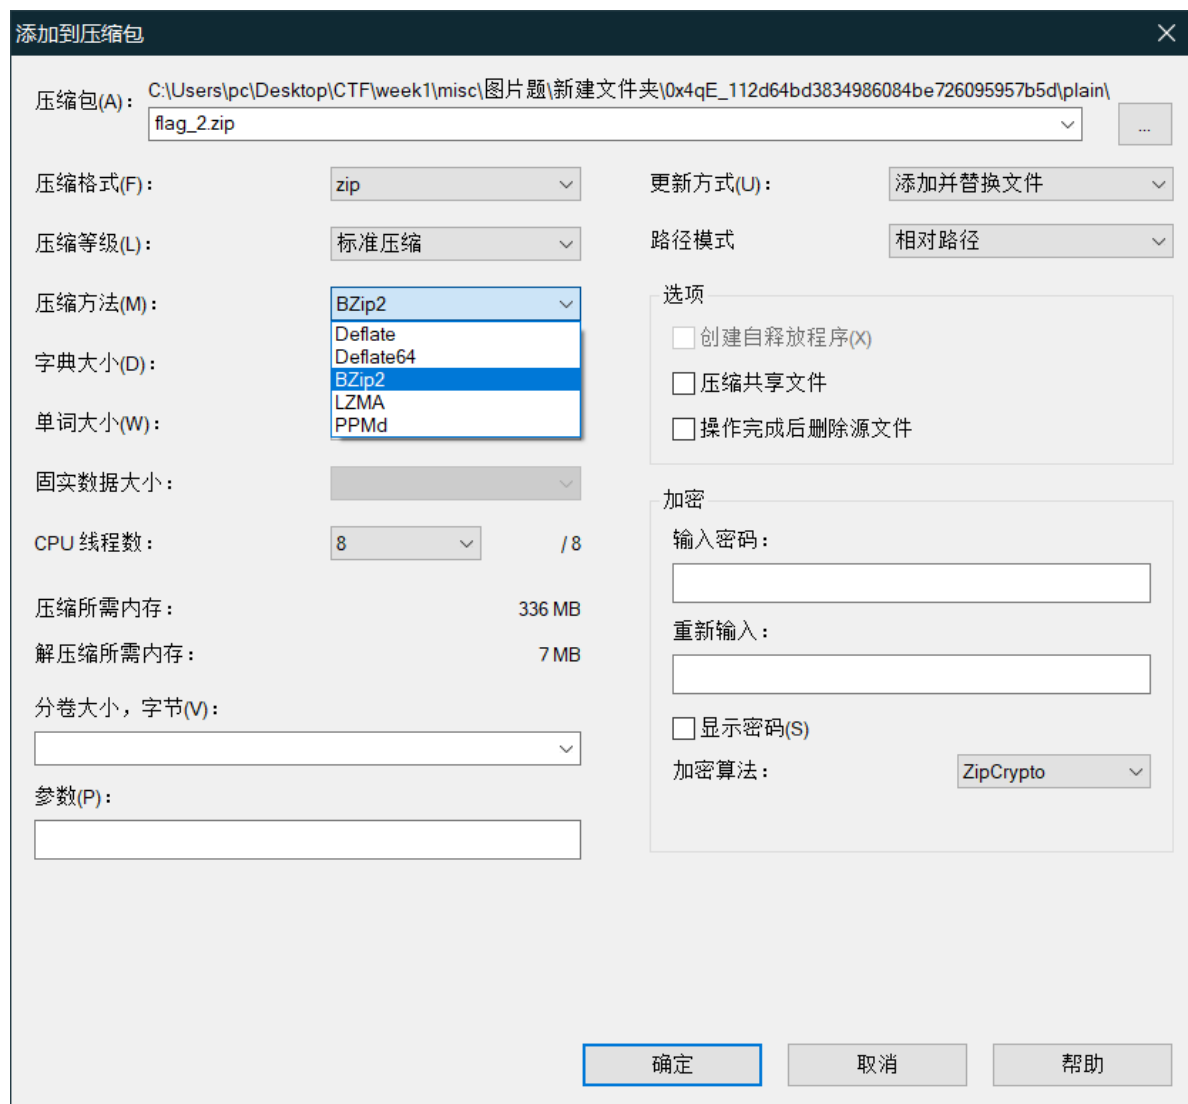 添加到压缩包
压缩包(A)：
C:\Users\pc\Desktop\CTF\week1\misc\图片题\新建文件夹\0x4qE_112d64bd3834986084be726095957b5d\plain\
flag_2.zip
...
压缩格式(F)：
zip
更新方式(U)：
添加并替换文件
压缩等级(L)：
标准压缩
路径模式
相对路径
压缩方法(M)：
BZip2
Deflate
Deflate64
BZip2
LZMA
PPMd
字典大小(D)：
单词大小(W)：
固实数据大小：
CPU 线程数：
8
/ 8
压缩所需内存：
336 MB
解压缩所需内存：
7 MB
分卷大小，字节(V)：
参数(P)：
选项
创建自释放程序(X)
压缩共享文件
操作完成后删除源文件
加密
输入密码：
重新输入：
显示密码(S)
加密算法：
ZipCrypto
确定
取消
帮助